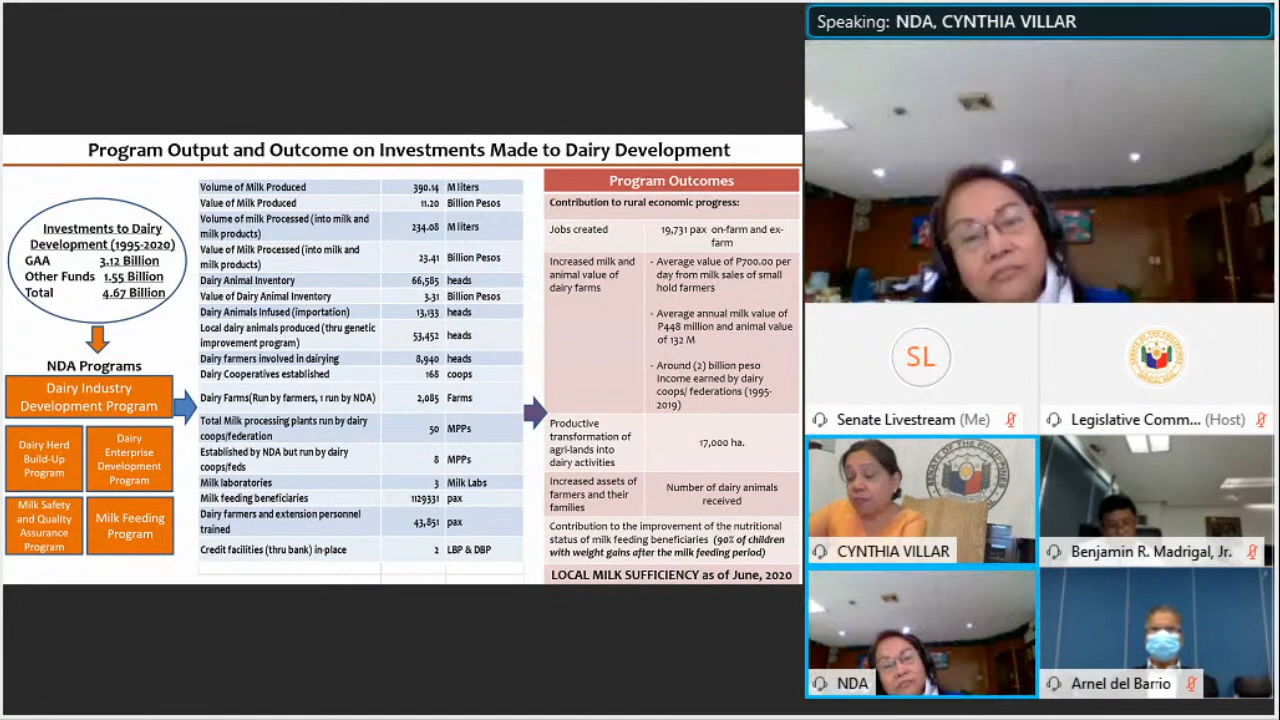 Speaking: NDA, CYNTHIA VILLAR
Program Output and Outcome on Investments Made to Dairy Development
Investments to Dairy
Development (1995-2020)
GAA 3.12 Billion
Other Funds 1.55 Billion
Total 4.67 Billion
NDA Programs
Dairy Industry
Development Program
Dairy Herd
Build-Up
Program
Dairy
Enterprise
Development
Program
Milk Safety
and Quality
Assurance
Program
Milk Feeding
Program
Volume of Milk Produced 390.14 M liters
Value of Milk Produced 11.20 Billion Pesos
Volume of milk Processed (into milk and
milk products) 234.08 M liters
Value of Milk Processed (into milk and
milk products) 23.41 Billion Pesos
Dairy Animal Inventory 66,585 heads
Value of Dairy Animal Inventory 3.31 Billion Pesos
Dairy Animals Infused (importation) 13,133 heads
Local dairy animals produced (thru genetic
improvement program) 53,452 heads
Dairy farmers involved in dairying 8,940 heads
Dairy Cooperatives established 168 coops
Dairy Farms(Run by farmers, 1 run by NDA) 2,085 Farms
Total Milk processing plants run by dairy
coops/federation 50 MPPs
Established by NDA but run by dairy
coops/feds 8 MPPs
Milk laboratories 3 Milk Labs
Milk feeding beneficiaries 1129331 pax
Dairy farmers and extension personnel
trained 43,851 pax
Credit facilities (thru bank) in-place 2 LBP & DBP
Program Outcomes
Contribution to rural economic progress:
Jobs created 19,731 pax on-farm and ex-
farm
Increased milk and
animal value of
dairy farms
- Average value of P700.00 per
day from milk sales of small
hold farmers
- Average annual milk value of
P448 million and animal value
of 132 M
- Around (2) billion peso
Income earned by dairy
coops/ federations (1995-
2019)
Productive
transformation of
agri-lands into
dairy activities
17,000 ha.
Increased assets of
farmers and their
families
Number of dairy animals
received
Contribution to the improvement of the nutritional
status of milk feeding beneficiaries (90% of children
with weight gains after the milk feeding period)
LOCAL MILK SUFFICIENCY as of June, 2020
SL
Senate Livestream (Me)
Legislative Comm... (Host)
CYNTHIA VILLAR
Benjamin R. Madrigal, Jr.
NDA
Arnel del Barrio